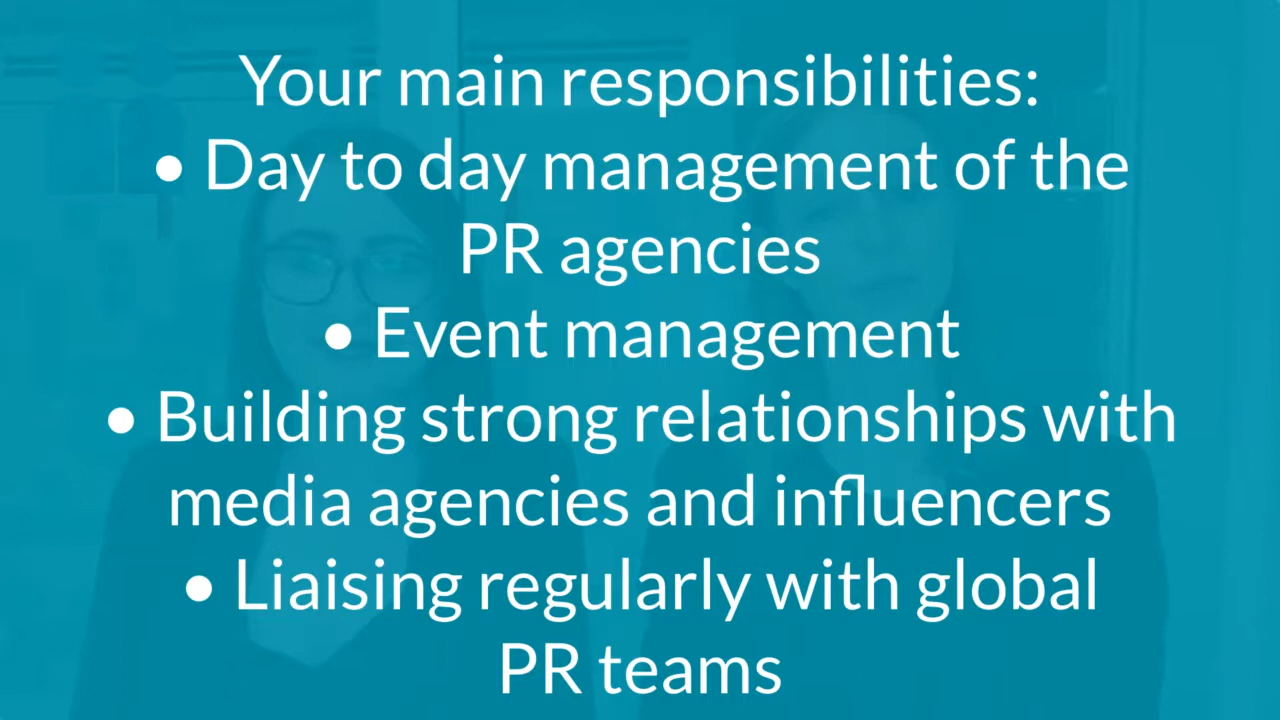 Your main responsibilities:
• Day to day management of the
PR agencies
• Event management
• Building strong relationships with
media agencies and influencers
• Liaising regularly with global
PR teams